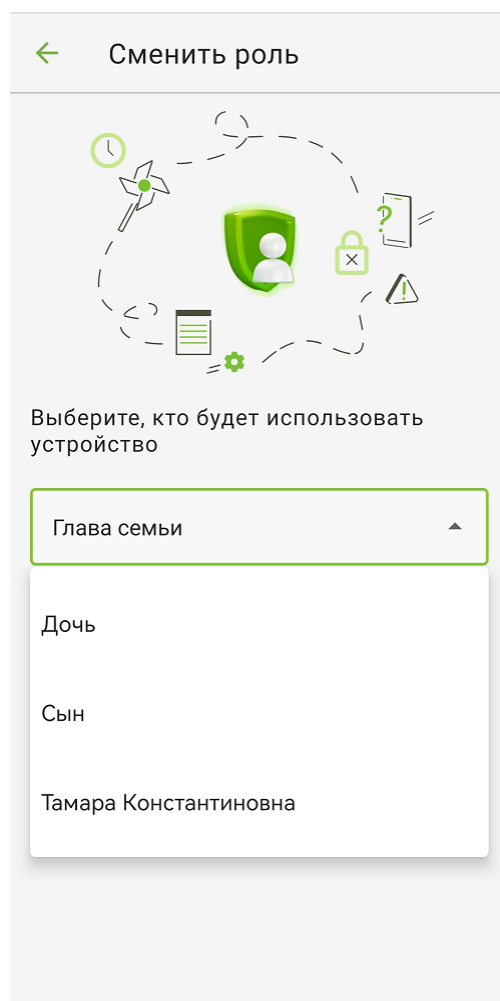 Сменить роль
?
Выберите, кто будет использовать
устройство
Глава семьи
Дочь
Сын
Тамара Константиновна